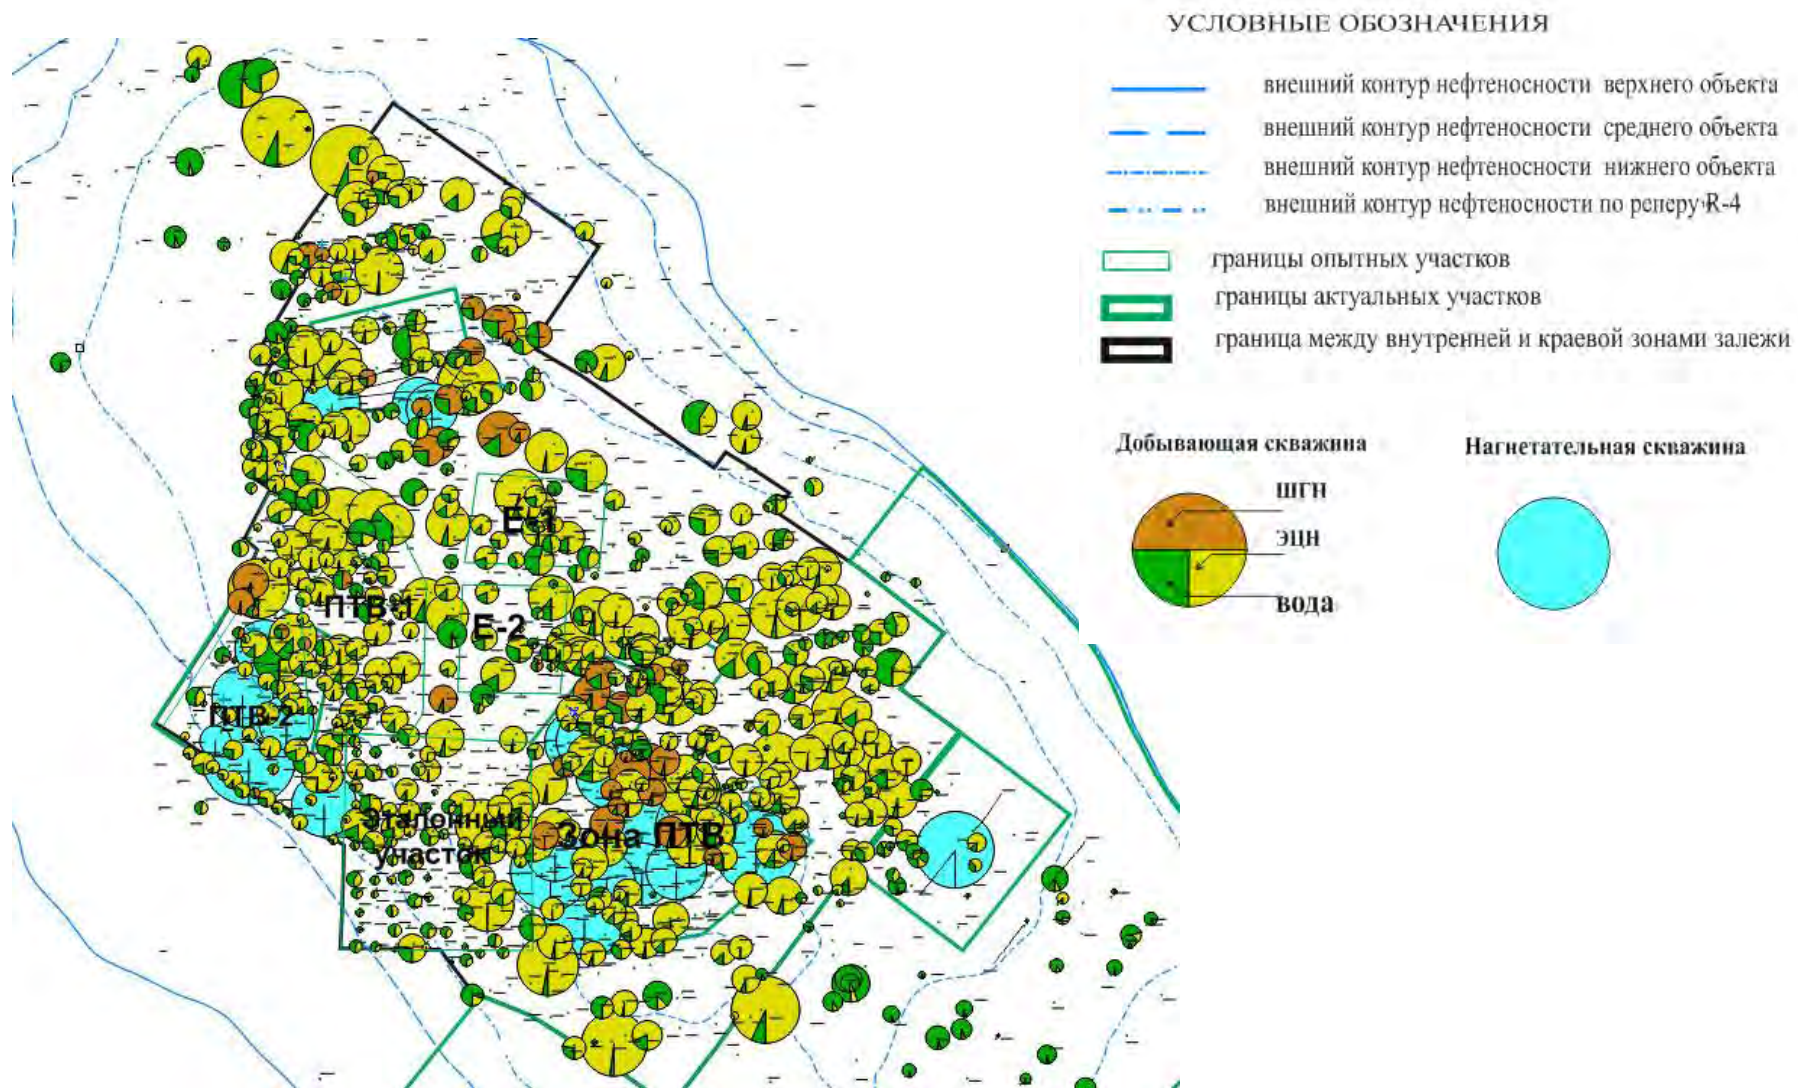 УСЛОВНЫЕ ОБОЗНАЧЕНИЯ
внешний контур нефтеносности верхнего объекта
внешний контур нефтеносности среднего объекта
внешний контур нефтеносности нижнего объекта
внешний контур нефтеносности по реперу R-4
границы опытных участков
границы актуальных участков
граница между внутренней и краевой зонами залежи
Добывающая скважина
Нагнетательная скважина
ШГН
ЭЦН
вода
Е-1
ПТВ-1
Е-2
ПТВ-2
Эталонный
участок
Зона ПТВ